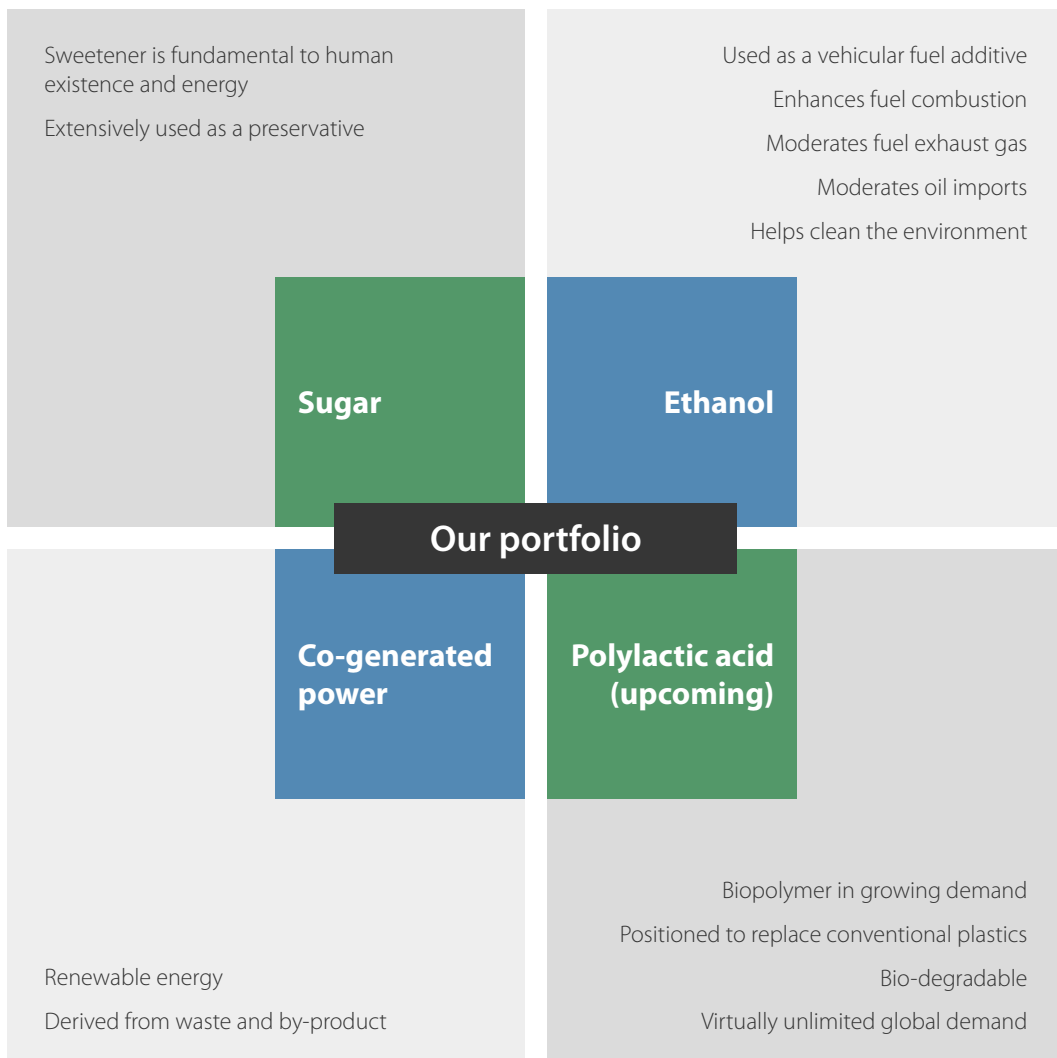 Sweetener is fundamental to human
existence and energy
Extensively used as a preservative
Used as a vehicular fuel additive
Enhances fuel combustion
Moderates fuel exhaust gas
Moderates oil imports
Helps clean the environment
Sugar
Ethanol
Our portfolio
Co-generated
power
Polylactic acid
(upcoming)
Renewable energy
Derived from waste and by-product
Biopolymer in growing demand
Positioned to replace conventional plastics
Bio-degradable
Virtually unlimited global demand